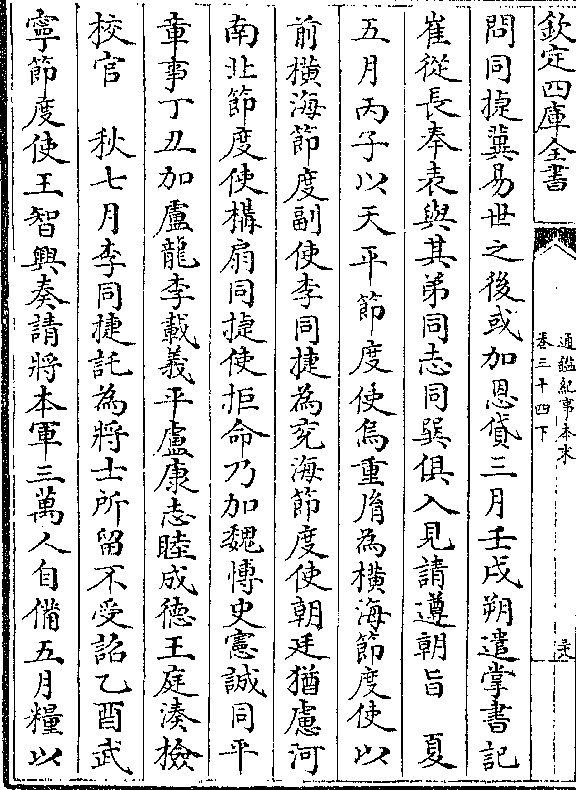 欽定四庫全書
通鑑紀事本末
卷三十四下
問同捷冀易世之後或加恩貸三月壬戌朔遣掌書記
崔從長奉表與其弟同志同巽俱入見請遵朝旨　夏
五月丙子以天平節度使烏重𦙍為橫海節度使以
前橫海節度副使李同捷為兖海節度使朝廷猶慮河
南北節度使構扇同捷使拒命乃加魏愽史憲誠同平
章事丁丑加盧龍李載義平盧康志睦成德王庭湊檢
校官　秋七月李同捷託為將士所留不受詔乙酉武
寧節度使王智興奏請將本軍三萬人自備五月糧以